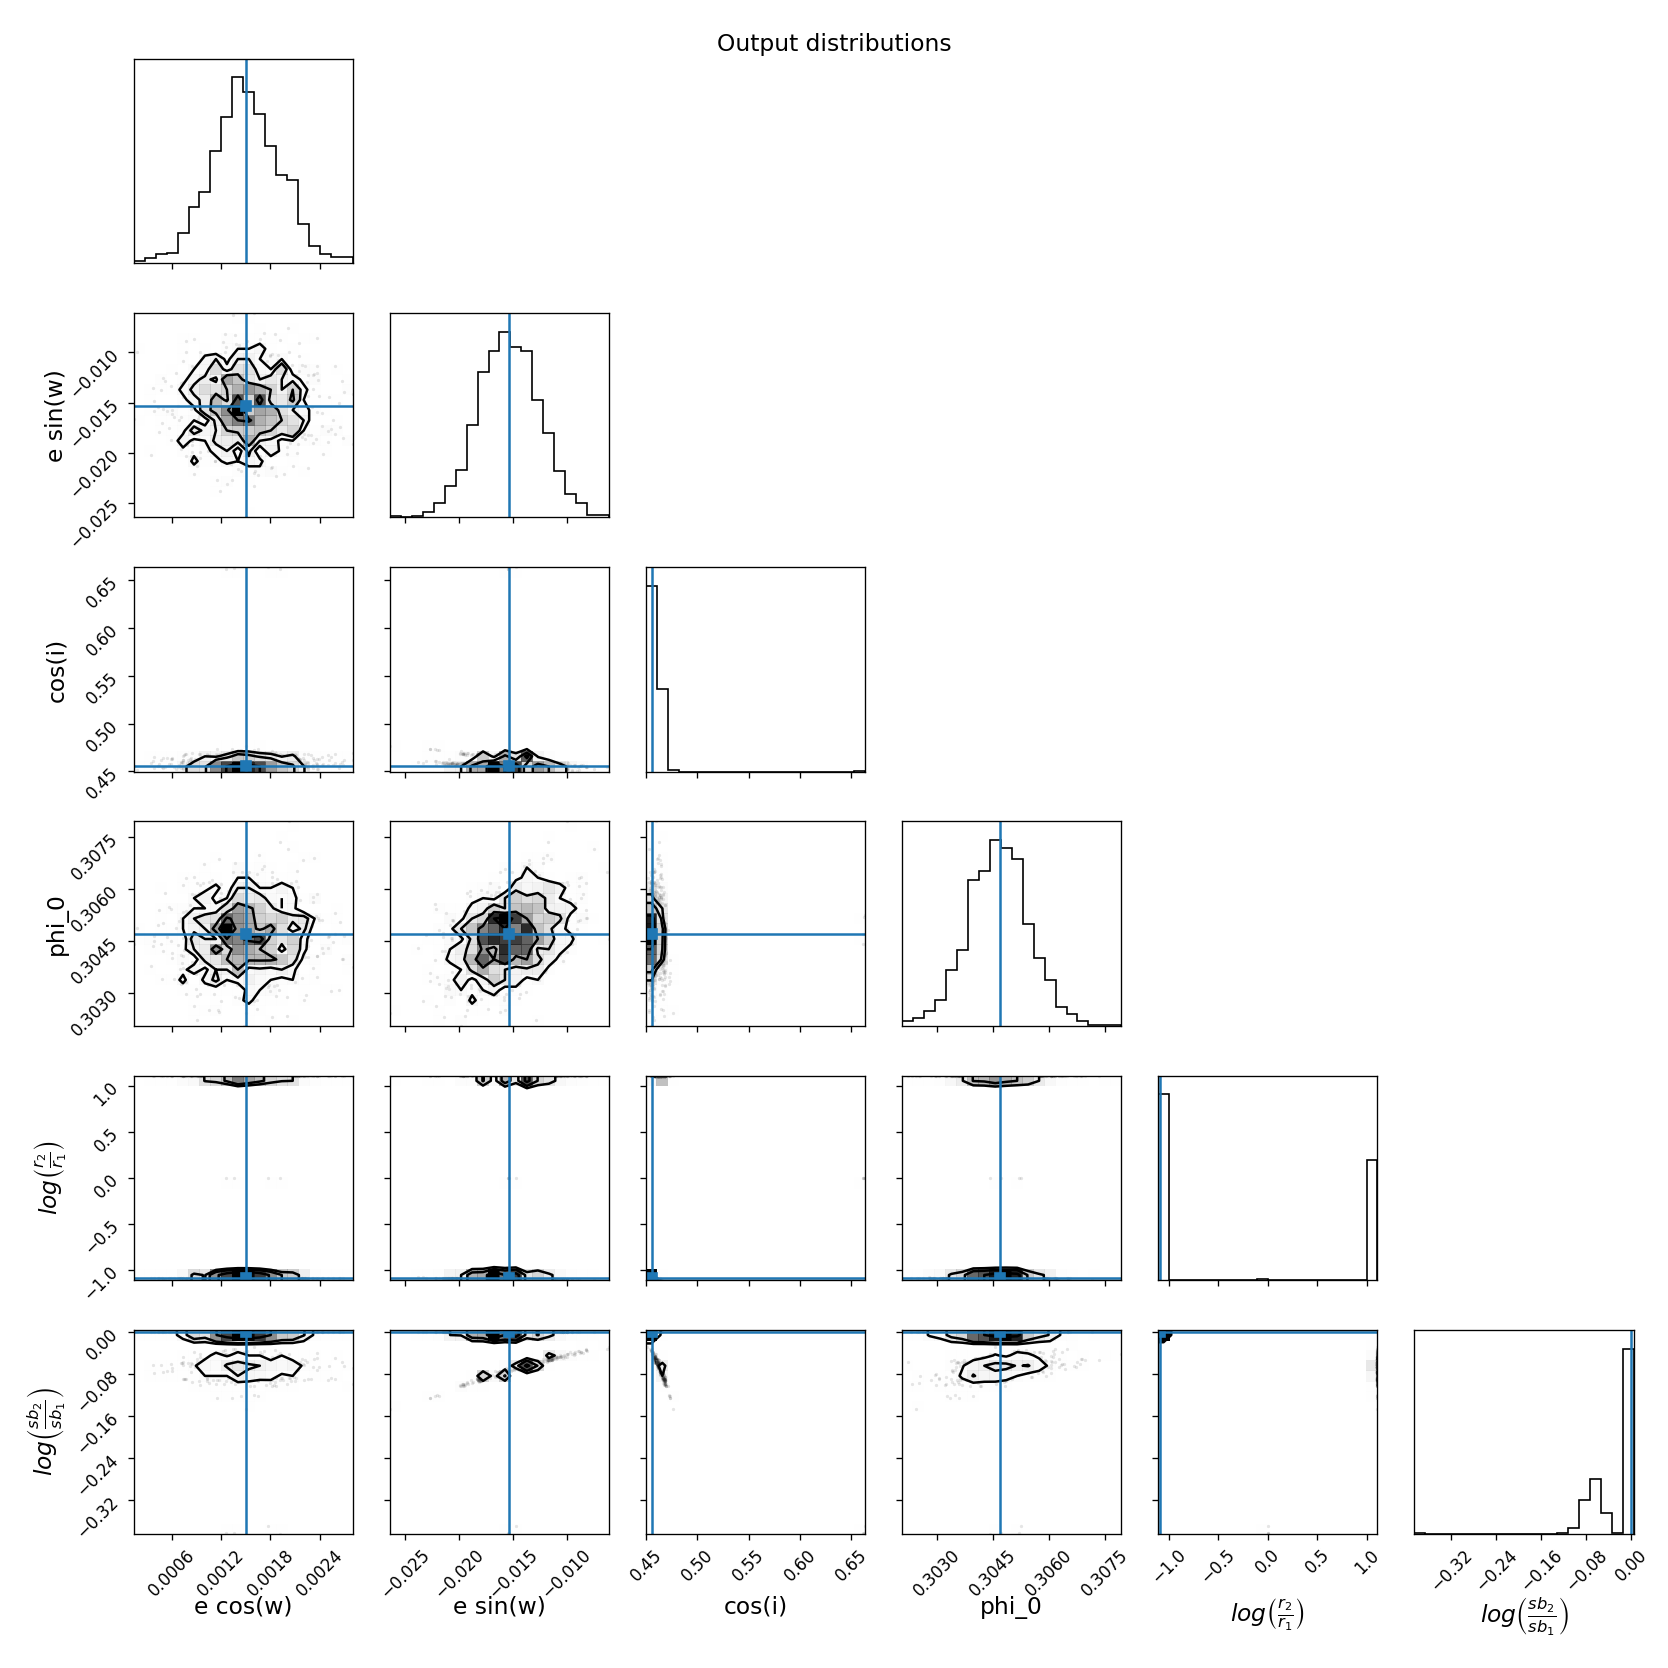 Output distributions
e sin(w)
−0.010
−0.015
−0.020
−0.025
cos(i)
0.65
0.60
0.55
0.50
0.45
phi_0
0.3075
0.3060
0.3045
0.3030
log(r₂/r₁)
1.0
0.5
0.0
−0.5
−1.0
log(sb₂/sb₁)
0.00
−0.08
−0.16
−0.24
−0.32
0.0006 0.0012 0.0018 0.0024
−0.025 −0.020 −0.015 −0.010
0.45 0.50 0.55 0.60 0.65
0.3030 0.3045 0.3060 0.3075
−1.0 −0.5 0.0 0.5 1.0
−0.32 −0.24 −0.16 −0.08 0.00
e cos(w) e sin(w) cos(i) phi_0 log(r₂/r₁) log(sb₂/sb₁)